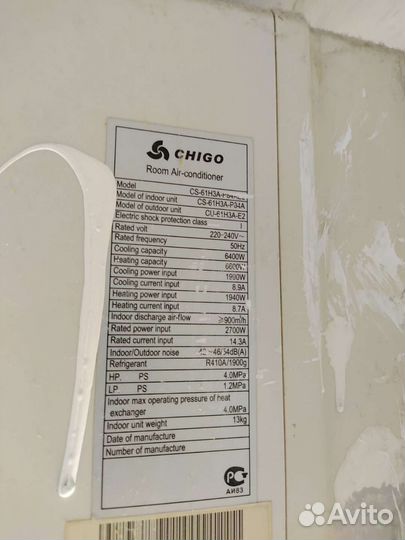 CHIGO
Room Air-conditioner
Model
Model of indoor unit CS-61H3A-P34A
Model of outdoor unit CU-61H3A-E2
Electric shock protection class I
Rated volt 220-240V~
Rated frequency 50Hz
Cooling capacity 6400W
Heating capacity 6600W
Cooling power input 1990W
Cooling current input 8.9A
Heating power input 1940W
Heating current input 8.7A
Indoor discharge air-flow ≥900m³/h
Rated power input 2700W
Rated current input 14.3A
Indoor/Outdoor noise
Refrigerant R410A/1900g
HP. PS 4.0MPa
LP PS 1.2MPa
Indoor max operating pressure of heat
exchanger 4.0MPa
Indoor unit weight 13kg
Date of manufacture
Number of manufacture
АИ63
Avito